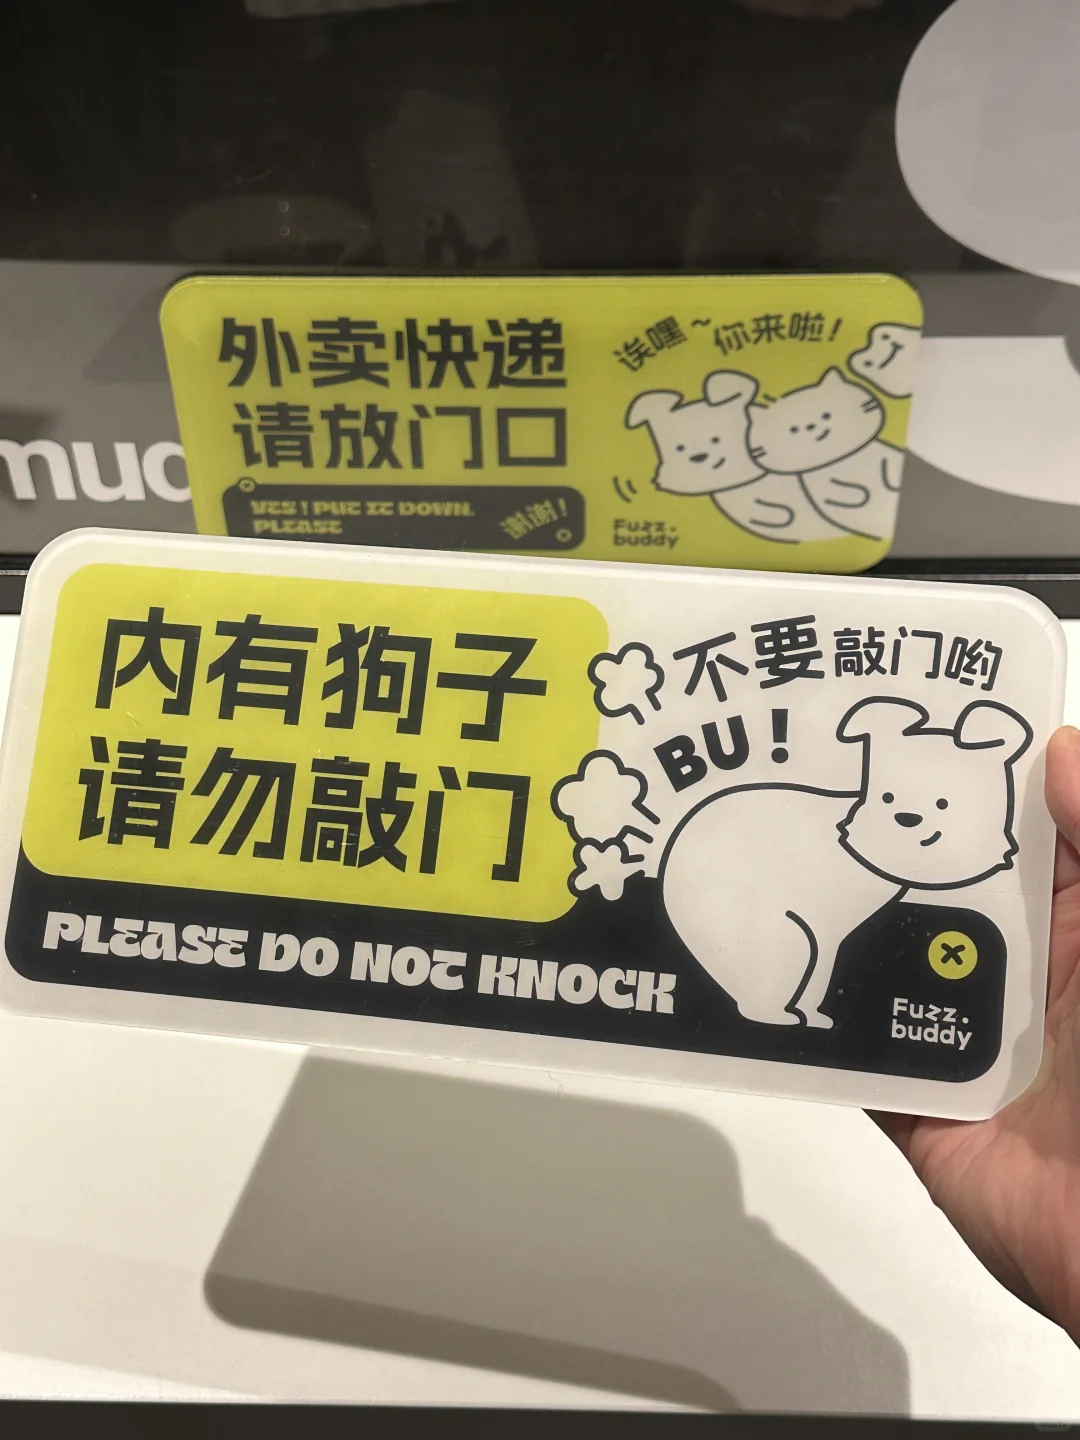 外卖快递
请放门口
诶嘿~你来啦!
YES! PUT IT DOWN.
PLEASE
谢谢!
Fuzz.
buddy
mud
内有狗子
请勿敲门
不要敲门哟
BU!
PLEASE DO NOT KNOCK
Fuzz.
buddy